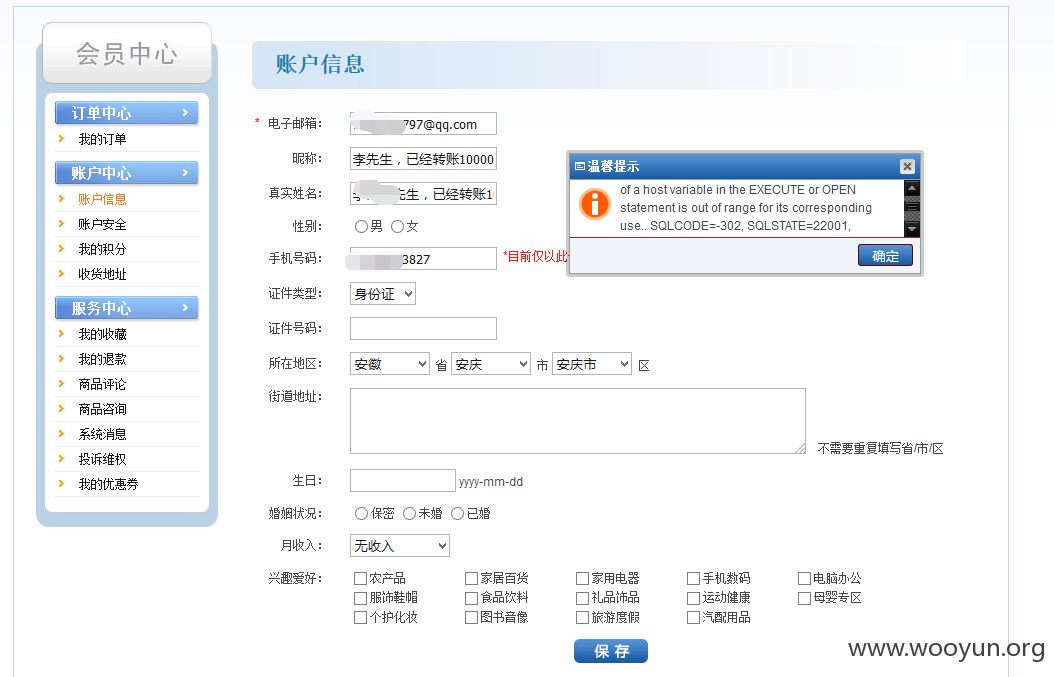 会员中心
订单中心
我的订单
账户中心
账户信息
账户安全
我的积分
收货地址
服务中心
我的收藏
我的退款
商品评论
商品咨询
系统消息
投诉维权
我的优惠券
账户信息
* 电子邮箱: 797@qq.com
昵称: 李先生，已经转账10000
真实姓名: 先生，已经转账1
性别: 男 女
手机号码: 3827 *目前仅以此
证件类型: 身份证
证件号码:
所在地区: 安徽 省 安庆 市 安庆市 区
街道地址: 不需要重复填写省/市/区
生日: yyyy-mm-dd
婚姻状况: 保密 未婚 已婚
月收入: 无收入
兴趣爱好: 农产品 家居百货 家用电器 手机数码 电脑办公
服饰鞋帽 食品饮料 礼品饰品 运动健康 母婴专区
个护化妆 图书音像 旅游度假 汽配用品
保存
温馨提示
of a host variable in the EXECUTE or OPEN
statement is out of range for its corresponding
use.. SQLCODE=-302, SQLSTATE=22001,
确定
www.wooyun.org